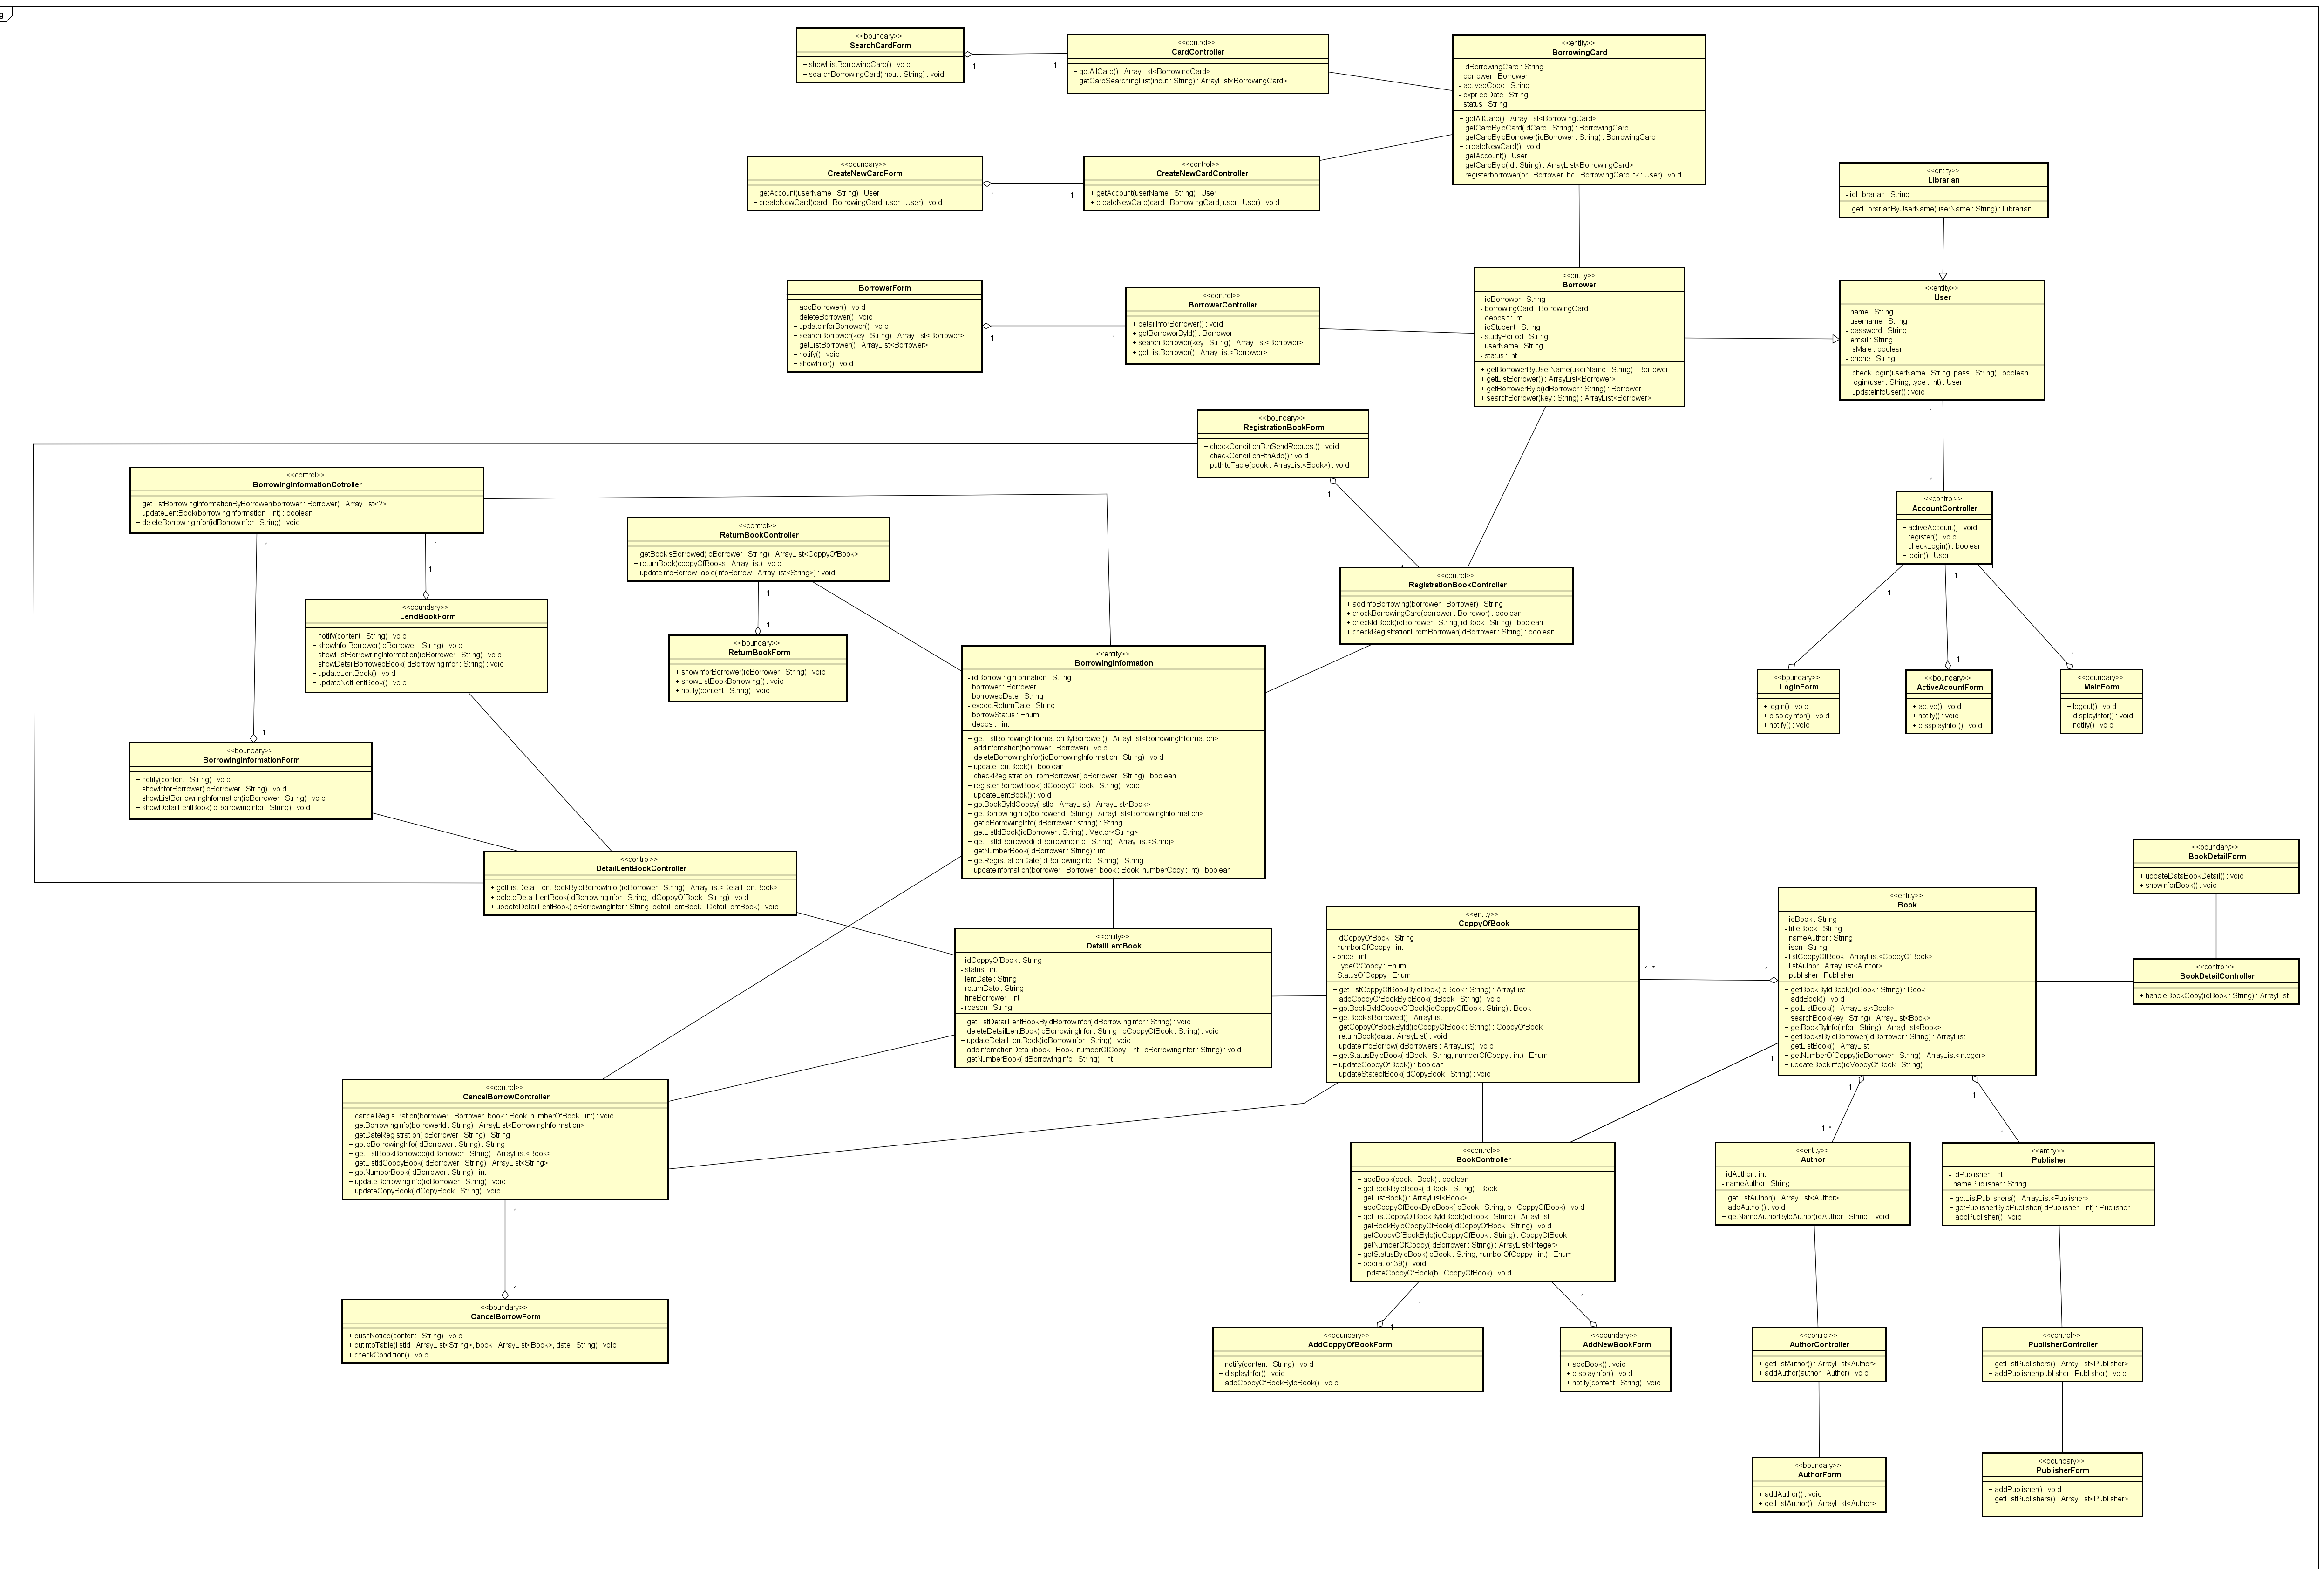 g
<<boundary>>
SearchCardForm
+ showListBorrowingCard() : void
+ searchBorrowingCard(input : String) : void
1
1
<<control>>
CardController
+ getAllCard() : ArrayList<BorrowingCard>
+ getCardSearchingList(input : String) : ArrayList<BorrowingCard>
<<entity>>
BorrowingCard
- idBorrowingCard : String
- borrower : Borrower
- activedCode : String
- expriedDate : String
- status : String
+ getAllCard() : ArrayList<BorrowingCard>
+ getCardByIdCard(idCard : String) : BorrowingCard
+ getCardByIdBorrower(idBorrower : String) : BorrowingCard
+ createNewCard() : void
+ getAccount() : User
+ getCardById(id : String) : ArrayList<BorrowingCard>
+ registerborrower(br : Borrower, bc : BorrowingCard, tk : User) : void
<<boundary>>
CreateNewCardForm
+ getAccount(userName : String) : User
+ createNewCard(card : BorrowingCard, user : User) : void
1
1
<<control>>
CreateNewCardController
+ getAccount(userName : String) : User
+ createNewCard(card : BorrowingCard, user : User) : void
<<entity>>
Librarian
- idLibrarian : String
+ getLibrarianByUserName(userName : String) : Librarian
BorrowerForm
+ addBorrower() : void
+ deleteBorrower() : void
+ updateInforBorrower() : void
+ searchBorrower(key : String) : ArrayList<Borrower>
+ getListBorrower() : ArrayList<Borrower>
+ notify() : void
+ showInfor() : void
1
1
<<control>>
BorrowerController
+ detailInforBorrower() : void
+ getBorrowerById() : Borrower
+ searchBorrower(key : String) : ArrayList<Borrower>
+ getListBorrower() : ArrayList<Borrower>
<<entity>>
Borrower
- idBorrower : String
- borrowingCard : BorrowingCard
- deposit : int
- idStudent : String
- studyPeriod : String
- userName : String
- status : int
+ getBorrowerByUserName(userName : String) : Borrower
+ getListBorrower() : ArrayList<Borrower>
+ getBorrowerById(idBorrower : String) : Borrower
+ searchBorrower(key : String) : ArrayList<Borrower>
<<entity>>
User
- name : String
- username : String
- password : String
- email : String
- isMale : boolean
- phone : String
+ checkLogin(userName : String, pass : String) : boolean
+ login(user : String, type : int) : User
+ updateInfoUser() : void
1
1
<<boundary>>
RegistrationBookForm
+ checkConditionBtnSendRequest() : void
+ checkConditionBtnAdd() : void
+ putIntoTable(book : ArrayList<Book>) : void
1
<<control>>
BorrowingInformationCotroller
+ getListBorrowingInformationByBorrower(borrower : Borrower) : ArrayList<?>
+ updateLentBook(borrowingInformation : int) : boolean
+ deleteBorrowingInfor(idBorrowInfor : String) : void
1
1
1
1
<<control>>
ReturnBookController
+ getBookIsBorrowed(idBorrower : String) : ArrayList<CoppyOfBook>
+ returnBook(coppyOfBooks : ArrayList) : void
+ updateInfoBorrowTable(InfoBorrow : ArrayList<String>) : void
1
1
<<control>>
AccountController
+ activeAccount() : void
+ register() : void
+ checkLogin() : boolean
+ login() : User
1
1
1
1
1
1
<<control>>
RegistrationBookController
+ addInfoBorrowing(borrower : Borrower) : String
+ checkBorrowingCard(borrower : Borrower) : boolean
+ checkIdBook(idBorrower : String, idBook : String) : boolean
+ checkRegistrationFromBorrower(idBorrower : String) : boolean
<<boundary>>
LendBookForm
+ notify(content : String) : void
+ showInforBorrower(idBorrower : String) : void
+ showListBorrowringInformation(idBorrower : String) : void
+ showDetailBorrowedBook(idBorrowingInfor : String) : void
+ updateLentBook() : void
+ updateNotLentBook() : void
<<boundary>>
ReturnBookForm
+ showInforBorrower(idBorrower : String) : void
+ showListBookBorrowing() : void
+ notify(content : String) : void
<<entity>>
BorrowingInformation
- idBorrowingInformation : String
- borrower : Borrower
- borrowedDate : String
- expectReturnDate : String
- borrowStatus : Enum
- deposit : int
+ getListBorrowingInformationByBorrower() : ArrayList<BorrowingInformation>
+ addInfomation(borrower : Borrower) : void
+ deleteBorrowingInfor(idBorrowingInformation : String) : void
+ updateLentBook() : boolean
+ checkRegistrationFromBorrower(idBorrower : String) : boolean
+ registerBorrowBook(idCoppyOfBook : String) : void
+ updateLentBook() : void
+ getBookByIdCoppy(listId : ArrayList) : ArrayList<Book>
+ getBorrowingInfo(borrowerId : String) : ArrayList<BorrowingInformation>
+ getIdBorrowingInfo(idBorrower : string) : String
+ getListIdBook(idBorrower : String) : Vector<String>
+ getListIdBorrowed(idBorrowingInfo : String) : ArrayList<String>
+ getNumberBook(idBorrower : String) : int
+ getRegistrationDate(idBorrowingInfo : String) : String
+ updateInfomation(borrower : Borrower, book : Book, numberCopy : int) : boolean
<<boundary>>
LoginForm
+ login() : void
+ displayInfor() : void
+ notify() : void
<<boundary>>
ActiveAcountForm
+ active() : void
+ notify() : void
+ dissplayInfor() : void
<<boundary>>
MainForm
+ logout() : void
+ displayInfor() : void
+ notify() : void
<<boundary>>
BorrowingInformationForm
+ notify(content : String) : void
+ showInforBorrower(idBorrower : String) : void
+ showListBorrowringInformation(idBorrower : String) : void
+ showDetailLentBook(idBorrowingInfor : String) : void
<<control>>
DetailLentBookController
+ getListDetailLentBookByIdBorrowInfor(idBorrower : String) : ArrayList<DetailLentBook>
+ deleteDetailLentBook(idBorrowingInfor : String, idCoppyOfBook : String) : void
+ updateDetailLentBook(idBorrowingInfor : String, detailLentBook : DetailLentBook) : void
<<boundary>>
BookDetailForm
+ updateDataBookDetail() : void
+ showInforBook() : void
<<entity>>
DetailLentBook
- idCoppyOfBook : String
- status : int
- lentDate : String
- returnDate : String
- fineBorrower : int
- reason : String
+ getListDetailLentBookByIdBorrowInfor(idBorrowingInfor : String) : void
+ deleteDetailLentBook(idBorrowingInfor : String, idCoppyOfBook : String) : void
+ updateDetailLentBook(idBorrowInfor : String) : void
+ addInfomationDetail(book : Book, numberOfCopy : int, idBorrowingInfor : String) : void
+ getNumberBook(idBorrowingInfo : String) : int
<<entity>>
CoppyOfBook
- idCoppyOfBook : String
- numberOfCoopy : int
- price : int
- TypeOfCoppy : Enum
- StatusOfCoppy : Enum
+ getListCoppyOfBookByIdBook(idBook : String) : ArrayList
+ addCoppyOfBookByIdBook(idBook : String) : void
+ getBookByIdCoppyOfBook(idCoppyOfBook : String) : Book
+ getBookIsBorrowed() : ArrayList
+ getCoppyOfBookById(idCoppyOfBook : String) : CoppyOfBook
+ returnBook(data : ArrayList) : void
+ updateInfoBorrow(idBorrowers : ArrayList) : void
+ getStatusByIdBook(idBook : String, numberOfCoppy : int) : Enum
+ updateCoppyOfBook() : boolean
+ updateStateofBook(idCopyBook : String) : void
1..*
1
<<entity>>
Book
- idBook : String
- titleBook : String
- nameAuthor : String
- isbn : String
- listCoppyOfBook : ArrayList<CoppyOfBook>
- listAuthor : ArrayList<Author>
- publisher : Publisher
+ getBookByIdBook(idBook : String) : Book
+ addBook() : void
+ getListBook() : ArrayList<Book>
+ searchBook(key : String) : ArrayList<Book>
+ getBookByInfo(infor : String) : ArrayList<Book>
+ getBooksByBorrower(idBorrower : String) : ArrayList
+ getListBook() : ArrayList
+ getNumberOfCoppy(idBorrower : String) : ArrayList<Integer>
+ updateBookInfo(idVoppyOfBook : String)
<<control>>
BookDetailController
+ handleBookCopy(idBook : String) : ArrayList
1
1
1
1..*
1
<<control>>
CancelBorrowController
+ cancelRegisTration(borrower : Borrower, book : Book, numberOfBook : int) : void
+ getBorrowingInfo(borrowerId : String) : ArrayList<BorrowingInformation>
+ getDateRegistration(idBorrower : String) : String
+ getIdBorrowingInfo(idBorrower : String) : String
+ getListBookBorrowed(idBorrower : String) : ArrayList<Book>
+ getListIdCoppyBook(idBorrower : String) : ArrayList<String>
+ getNumberBook(idBorrower : String) : int
+ updateBorrowingInfo(idBorrower : String) : void
+ updateCopyBook(idCopyBook : String) : void
1
1
<<control>>
BookController
+ addBook(book : Book) : boolean
+ getBookByIdBook(idBook : String) : Book
+ getListBook() : ArrayList<Book>
+ addCoppyOfBookByIdBook(idBook : String, b : CoppyOfBook) : void
+ getListCoppyOfBookByIdBook(idBook : String) : ArrayList
+ getBookByIdCoppyOfBook(idCoppyOfBook : String) : void
+ getCoppyOfBookById(idCoppyOfBook : String) : CoppyOfBook
+ getNumberOfCoppy(idBorrower : String) : ArrayList<Integer>
+ getStatusByIdBook(idBook : String, numberOfCoppy : int) : Enum
+ operation39() : void
+ updateCoppyOfBook(b : CoppyOfBook) : void
1
1
1
<<entity>>
Author
- idAuthor : int
- nameAuthor : String
+ getListAuthor() : ArrayList<Author>
+ addAuthor() : void
+ getNameAuthorByIdAuthor(idAuthor : String) : void
<<entity>>
Publisher
- idPublisher : int
- namePublisher : String
+ getListPublishers() : ArrayList<Publisher>
+ getPublisherByIdPublisher(idPublisher : int) : Publisher
+ addPublisher() : void
<<boundary>>
CancelBorrowForm
+ pushNotice(content : String) : void
+ putIntoTable(listId : ArrayList<String>, book : ArrayList<Book>, date : String) : void
+ checkCondition() : void
<<boundary>>
AddCoppyOfBookForm
+ notify(content : String) : void
+ displayInfor() : void
+ addCoppyOfBookByIdBook() : void
<<boundary>>
AddNewBookForm
+ addBook() : void
+ displayInfor() : void
+ notify(content : String) : void
<<control>>
AuthorController
+ getListAuthor() : ArrayList<Author>
+ addAuthor(author : Author) : void
<<control>>
PublisherController
+ getListPublishers() : ArrayList<Publisher>
+ addPublisher(publisher : Publisher) : void
<<boundary>>
AuthorForm
+ addAuthor() : void
+ getListAuthor() : ArrayList<Author>
<<boundary>>
PublisherForm
+ addPublisher() : void
+ getListPublishers() : ArrayList<Publisher>